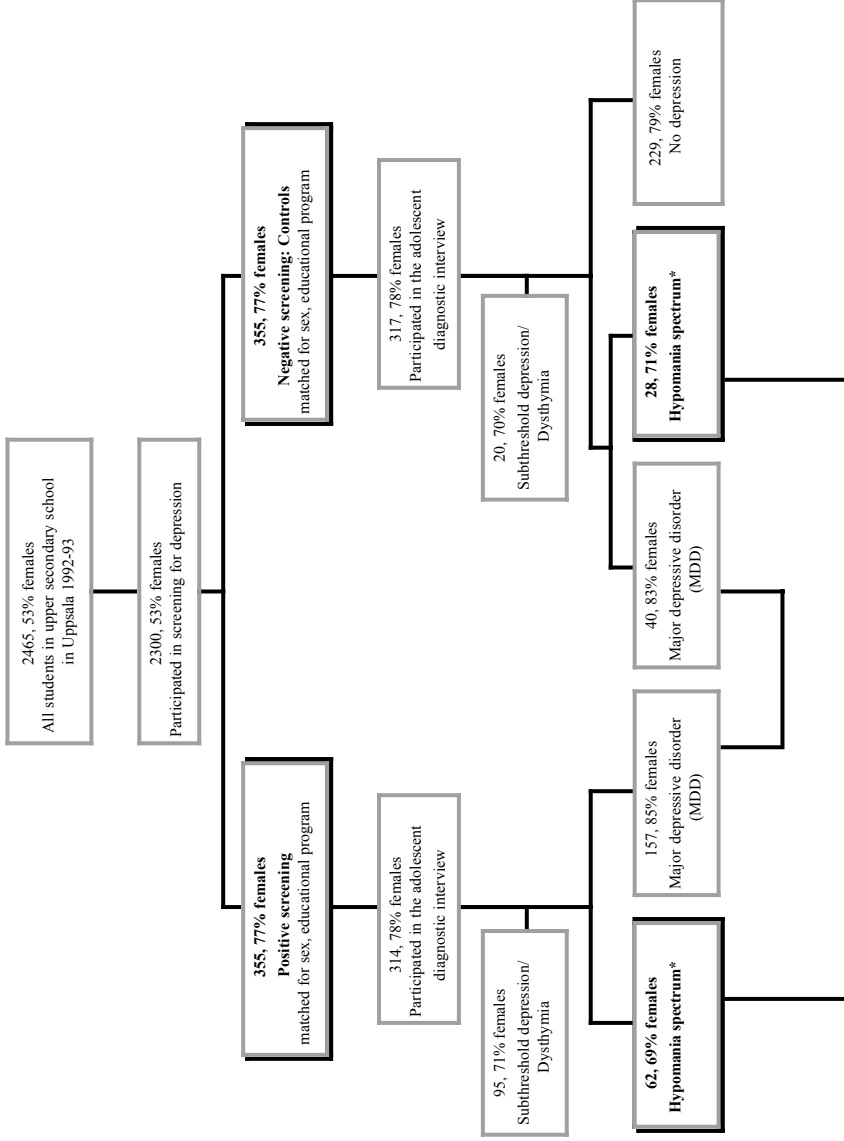 2465, 53% females
All students in upper secondary school
in Uppsala 1992-93
2300, 53% females
Participated in screening for depression
355, 77% females
Positive screening
matched for sex, educational program
355, 77% females
Negative screening: Controls
matched for sex, educational program
314, 78% females
Participated in the adolescent
diagnostic interview
317, 78% females
Participated in the adolescent
diagnostic interview
95, 71% females
Subthreshold depression/
Dysthymia
20, 70% females
Subthreshold depression/
Dysthymia
62, 69% females
Hypomania spectrum*
157, 85% females
Major depressive disorder
(MDD)
40, 83% females
Major depressive disorder
(MDD)
28, 71% females
Hypomania spectrum*
229, 79% females
No depression